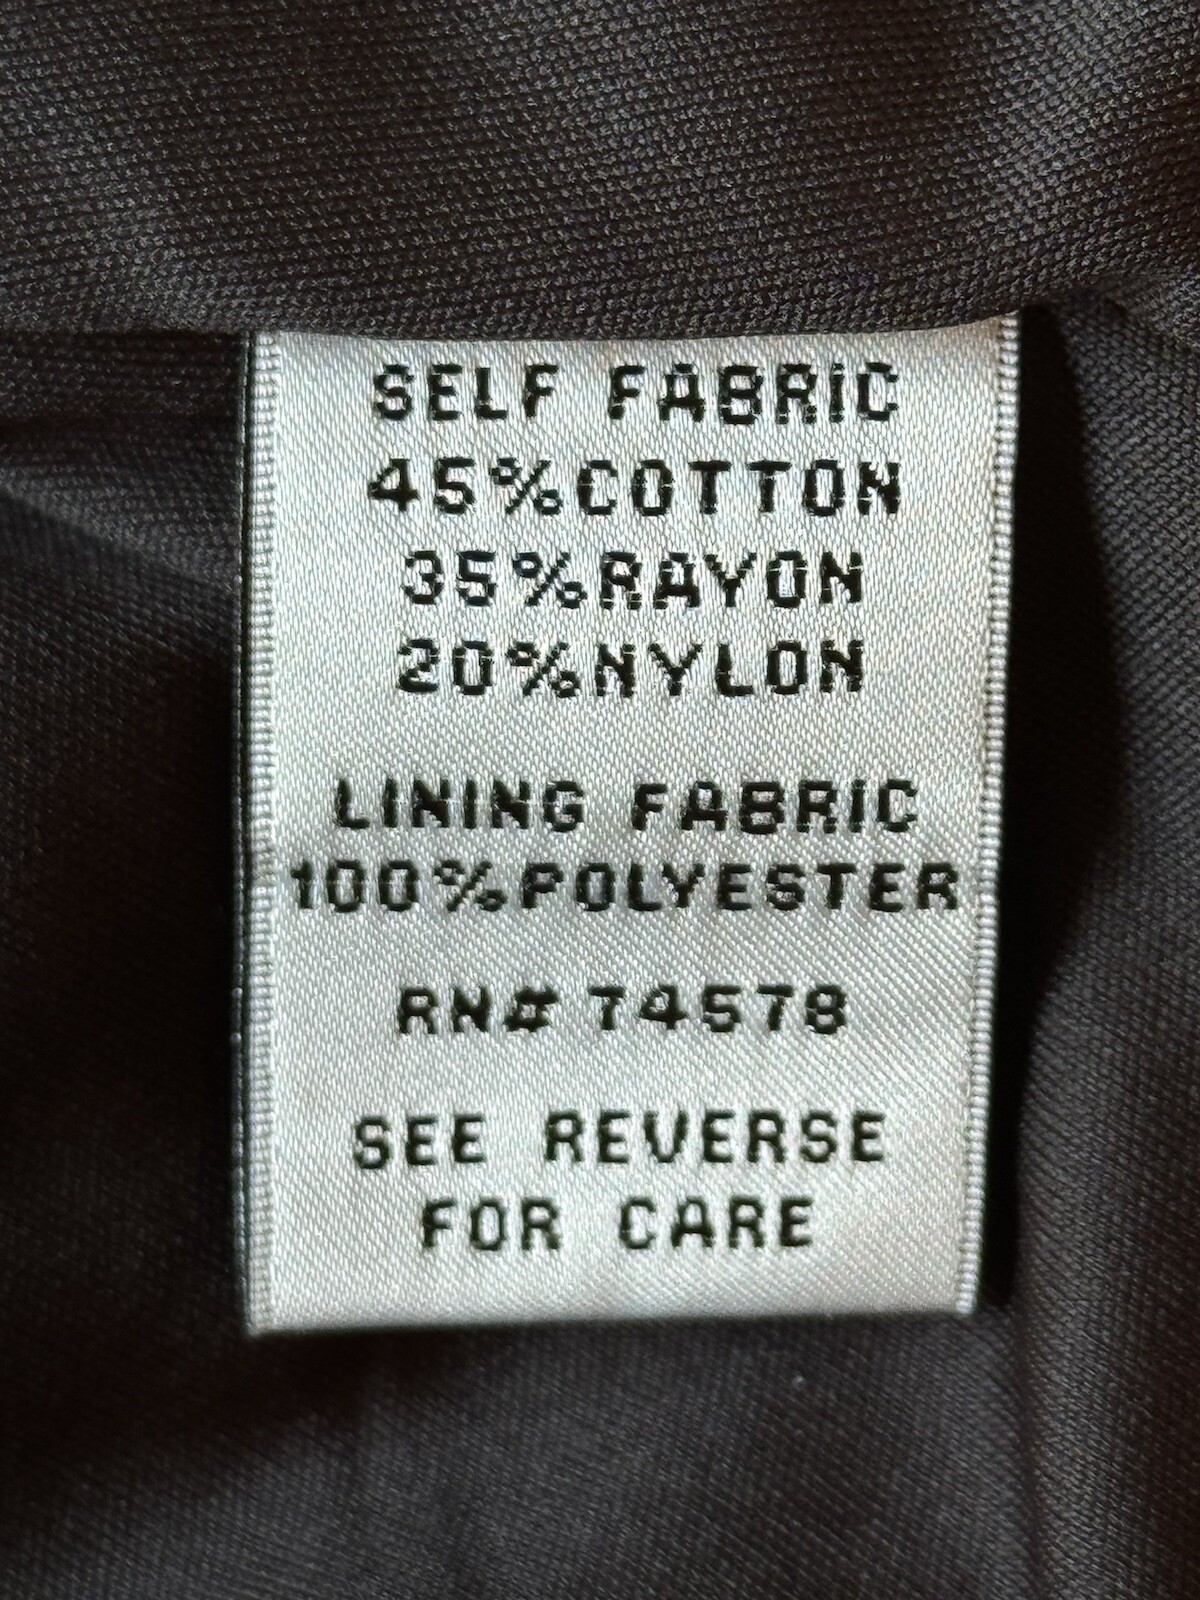 SELF FABRIC
45%COTTON
35%RAYON
20%NYLON
LINING FABRIC
100%POLYESTER
RN# 74578
SEE REVERSE
FOR CARE